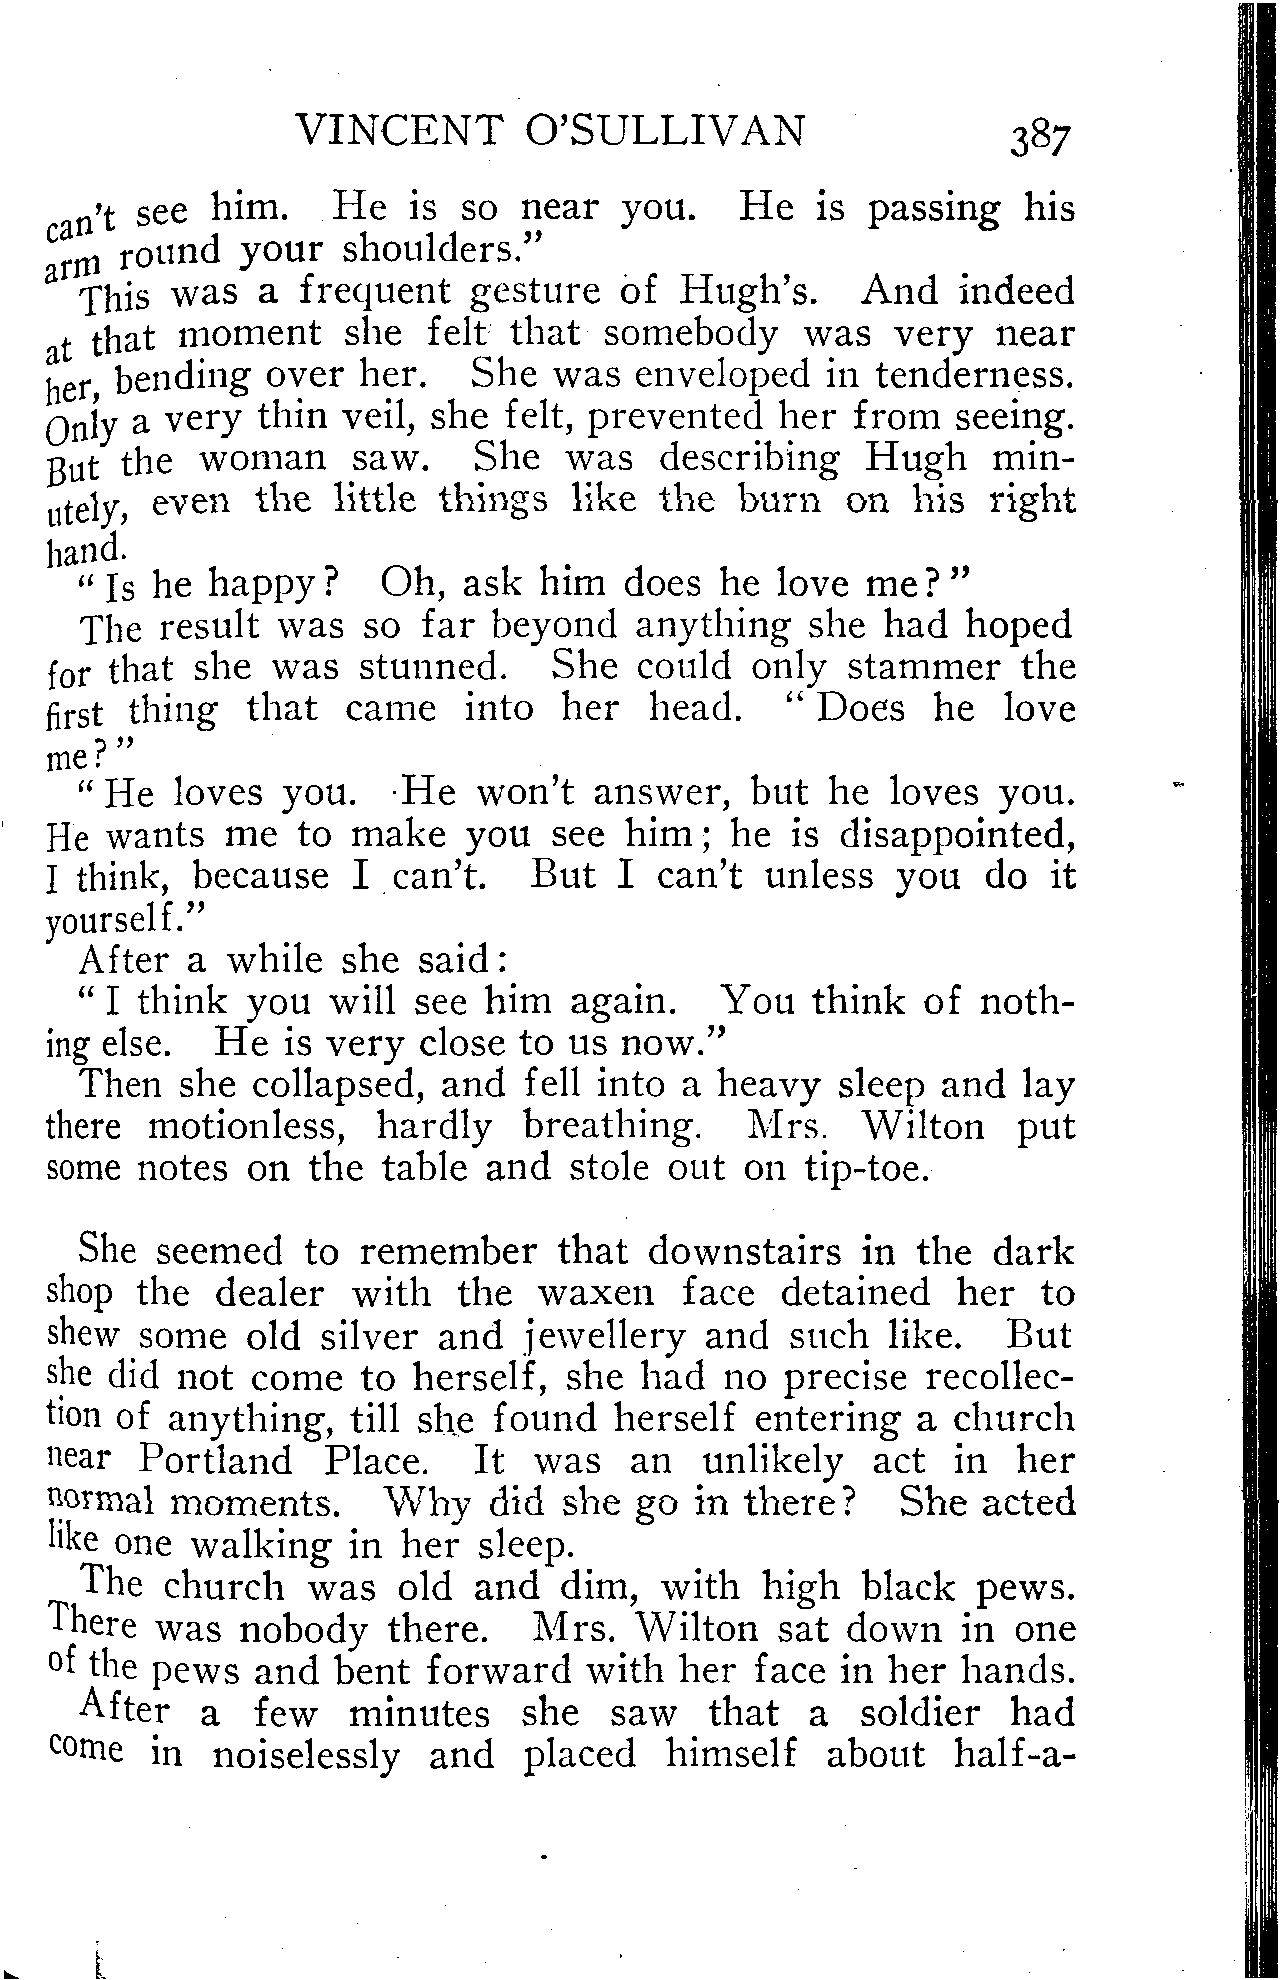 VINCENT O'SULLIVAN 387
can't see him. He is so near you. He is passing his
arm round your shoulders."
This was a frequent gesture of Hugh's. And indeed
at that moment she felt that somebody was very near
her, bending over her. She was enveloped in tenderness.
Only a very thin veil, she felt, prevented her from seeing.
But the woman saw. She was describing Hugh min-
utely, even the little things like the burn on his right
hand.
"Is he happy? Oh, ask him does he love me?"
The result was so far beyond anything she had hoped
for that she was stunned. She could only stammer the
first thing that came into her head. "Does he love
me?"
"He loves you. He won't answer, but he loves you.
He wants me to make you see him; he is disappointed,
I think, because I can't. But I can't unless you do it
yourself."
After a while she said:
"I think you will see him again. You think of noth-
ing else. He is very close to us now."
Then she collapsed, and fell into a heavy sleep and lay
there motionless, hardly breathing. Mrs. Wilton put
some notes on the table and stole out on tip-toe.
She seemed to remember that downstairs in the dark
shop the dealer with the waxen face detained her to
shew some old silver and jewellery and such like. But
she did not come to herself, she had no precise recollec-
tion of anything, till she found herself entering a church
near Portland Place. It was an unlikely act in her
normal moments. Why did she go in there? She acted
like one walking in her sleep.
The church was old and dim, with high black pews.
There was nobody there. Mrs. Wilton sat down in one
of the pews and bent forward with her face in her hands.
After a few minutes she saw that a soldier had
come in noiselessly and placed himself about half-a-